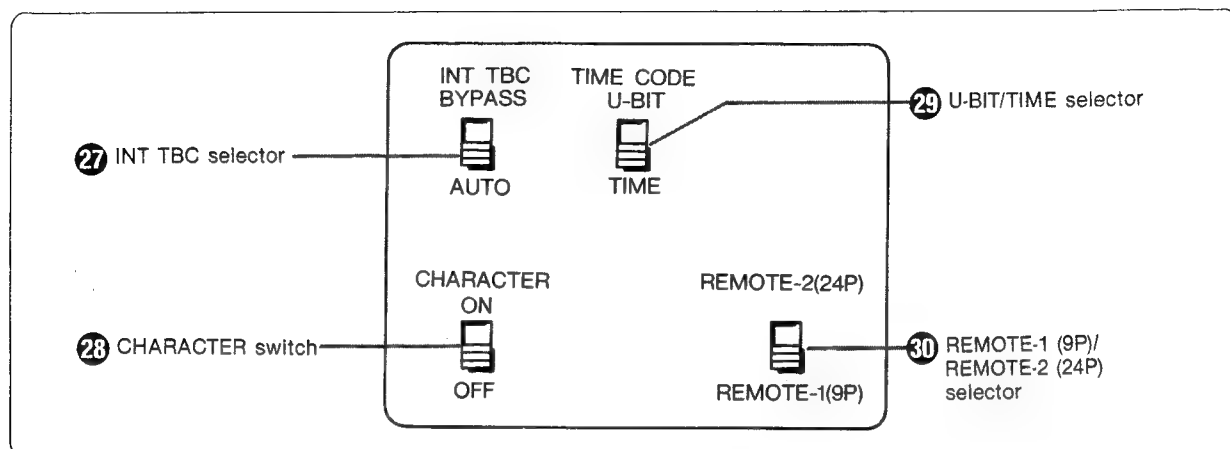 INT TBC
BYPASS
TIME CODE
U-BIT
29 U-BIT/TIME selector
27 INT TBC selector
AUTO
TIME
CHARACTER
ON
REMOTE-2(24P)
28 CHARACTER switch
30 REMOTE-1 (9P)/
REMOTE-2 (24P)
selector
OFF
REMOTE-1(9P)